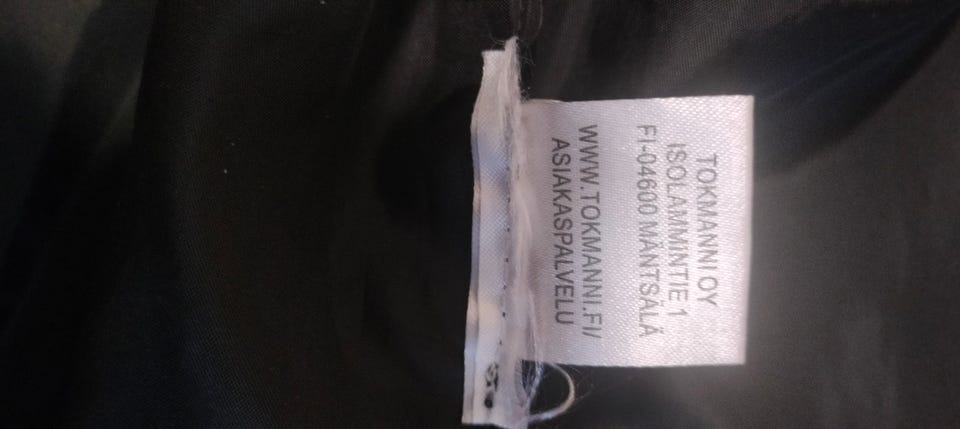 TOKMANNI OY
ISOLAMMINTIE 1
FI-04600 MÄNTSÄLÄ
WWW.TOKMANNI.FI/
ASIAKASPALVELU